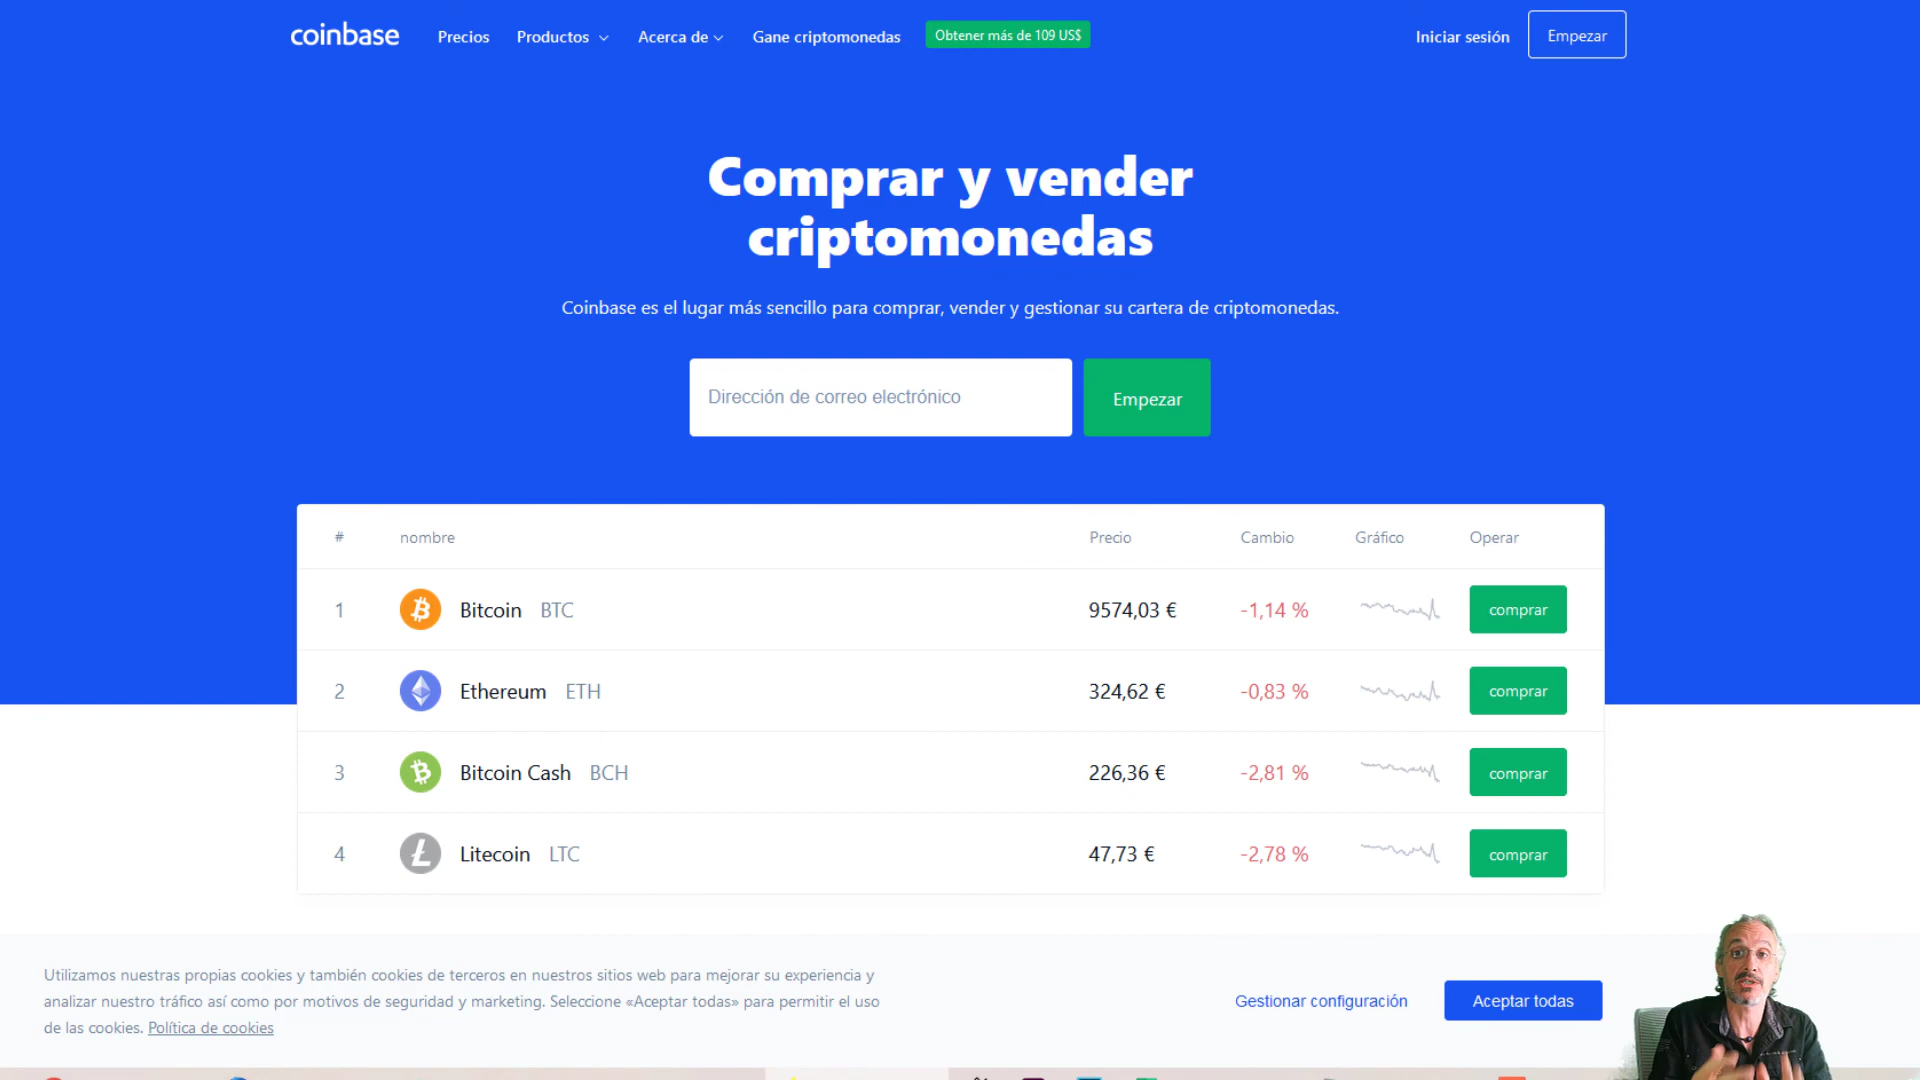 coinbase Precios Productos Acerca de Gane criptomonedas Obtener más de 109 US$ Iniciar sesión Empezar
Comprar y vender
criptomonedas
Coinbase es el lugar más sencillo para comprar, vender y gestionar su cartera de criptomonedas.
Dirección de correo electrónico Empezar
# nombre Precio Cambio Gráfico Operar
1 Bitcoin BTC 9574,03 € -1,14 % comprar
2 Ethereum ETH 324,62 € -0,83 % comprar
3 Bitcoin Cash BCH 226,36 € -2,81 % comprar
4 Litecoin LTC 47,73 € -2,78 % comprar
Utilizamos nuestras propias cookies y también cookies de terceros en nuestros sitios web para mejorar su experiencia y
analizar nuestro tráfico así como por motivos de seguridad y marketing. Seleccione «Aceptar todas» para permitir el uso
de las cookies. Política de cookies
Gestionar configuración Aceptar todas